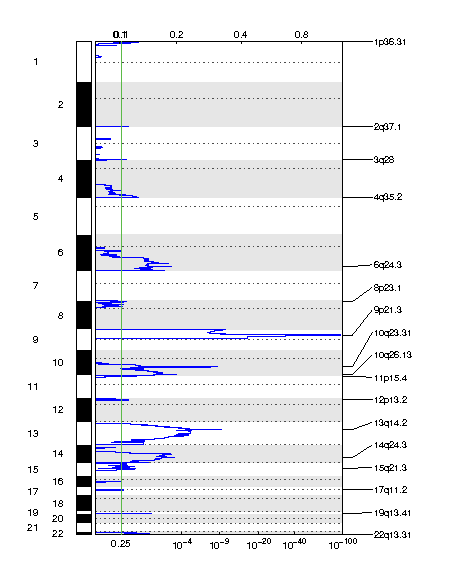 0.1 0.2 0.4 0.8
1
2
3
4
5
6
7
8
9
10
11
12
13
14
15
16
17
18
19
20
21
22
1p36.31
2q37.1
3q28
4q35.2
6q24.3
8p23.1
9p21.3
10q23.31
10q26.13
11p15.4
12p13.2
13q14.2
14q24.3
15q21.3
17q11.2
19q13.41
22q13.31
0.25 10⁻⁴ 10⁻⁹ 10⁻²⁰ 10⁻⁴⁰ 10⁻¹⁰⁰